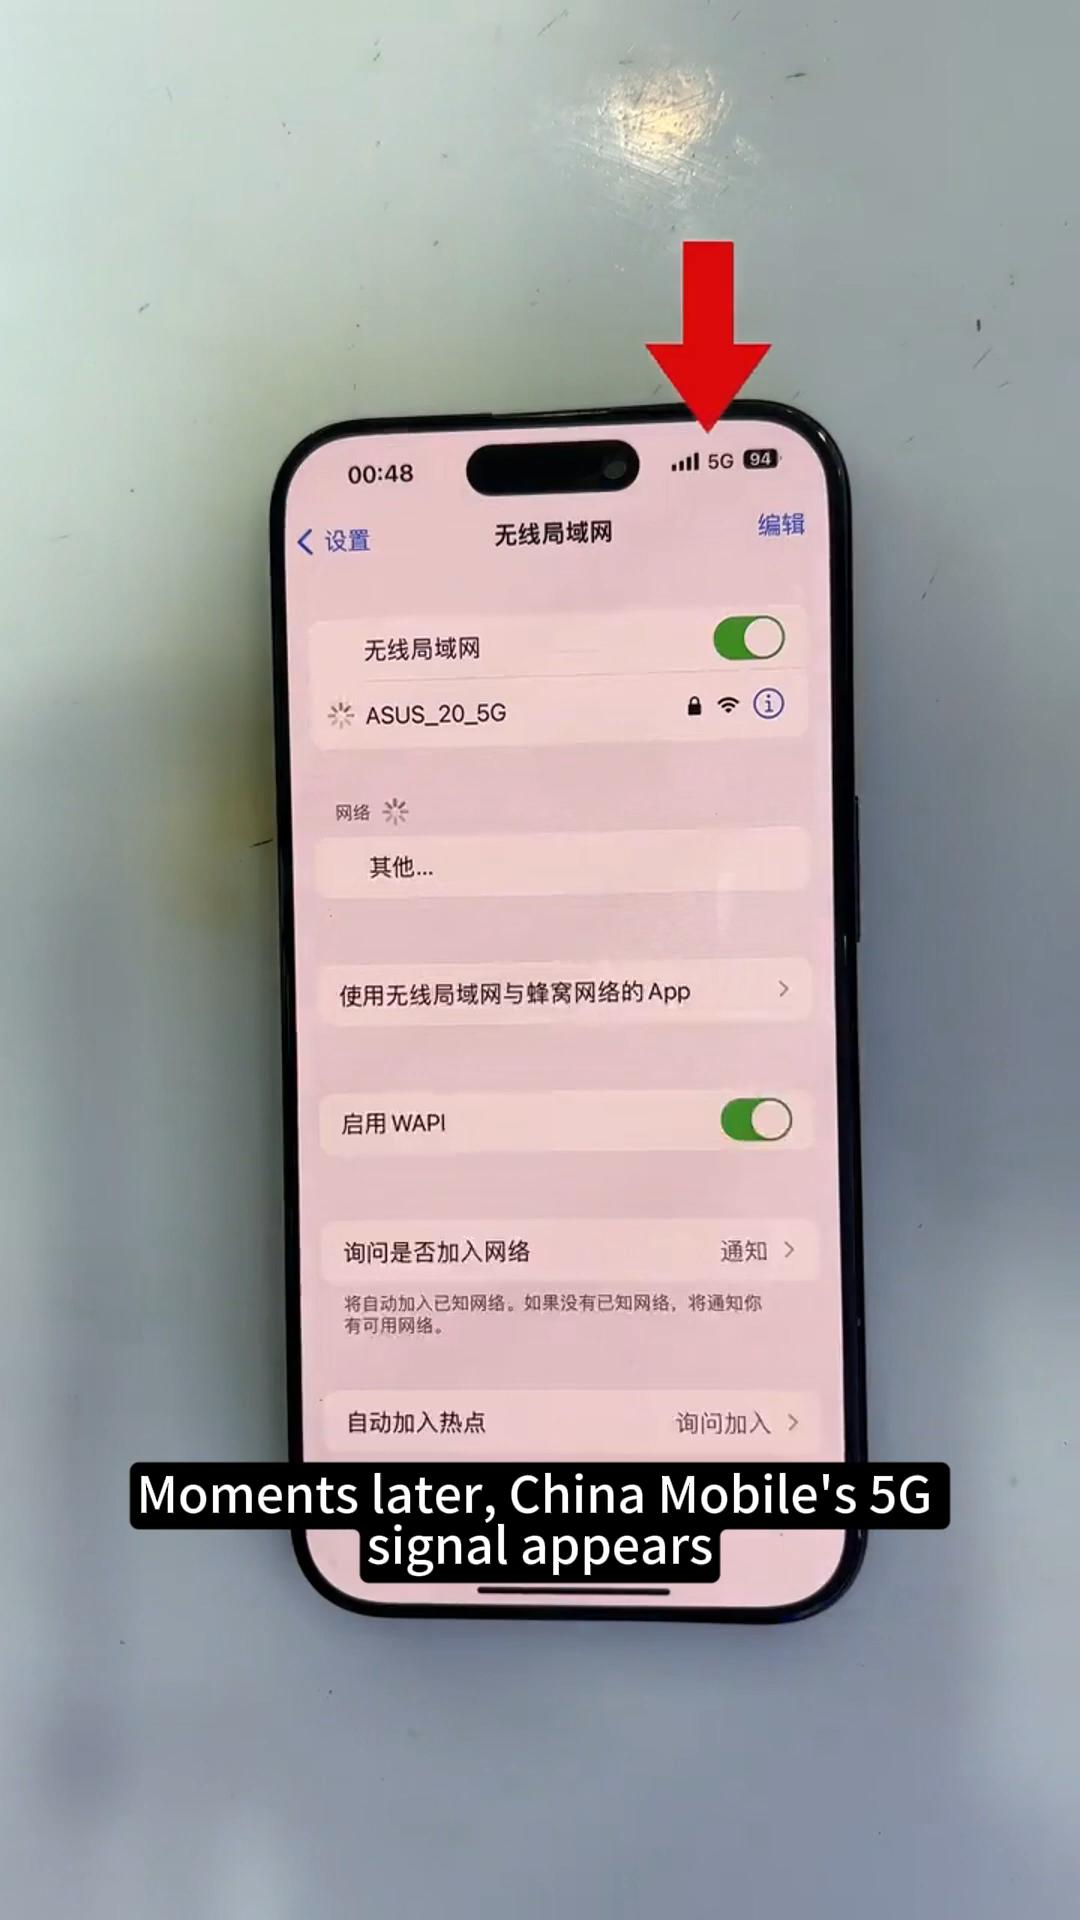 00:48 5G 94
设置 无线局域网 编辑
无线局域网
ASUS_20_5G
网络
其他...
使用无线局域网与蜂窝网络的App
启用 WAPI
询问是否加入网络 通知
将自动加入已知网络。如果没有已知网络，将通知你
有可用网络。
自动加入热点 询问加入
Moments later, China Mobile's 5G
signal appears